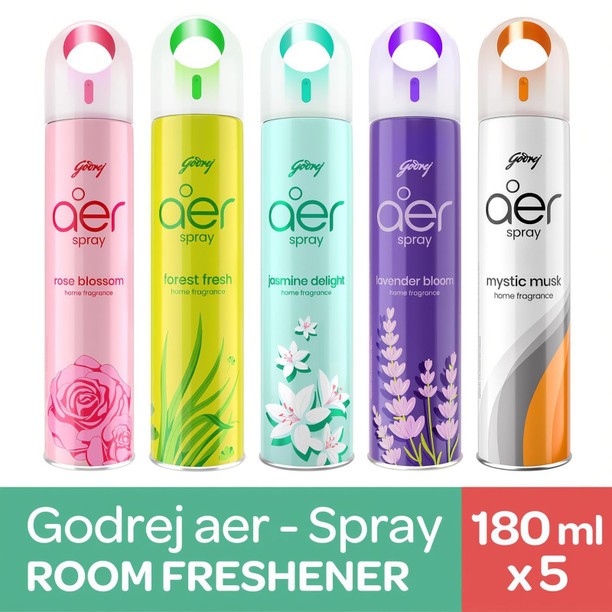 Godrej
aer
spray
rose blossom
home fragrance
Godrej
aer
spray
forest fresh
home fragrance
Godrej
aer
spray
jasmine delight
home fragrance
Godrej
aer
spray
lavender bloom
home fragrance
Godrej
aer
spray
mystic musk
home fragrance
Godrej aer - Spray
ROOM FRESHENER
180 ml
x 5